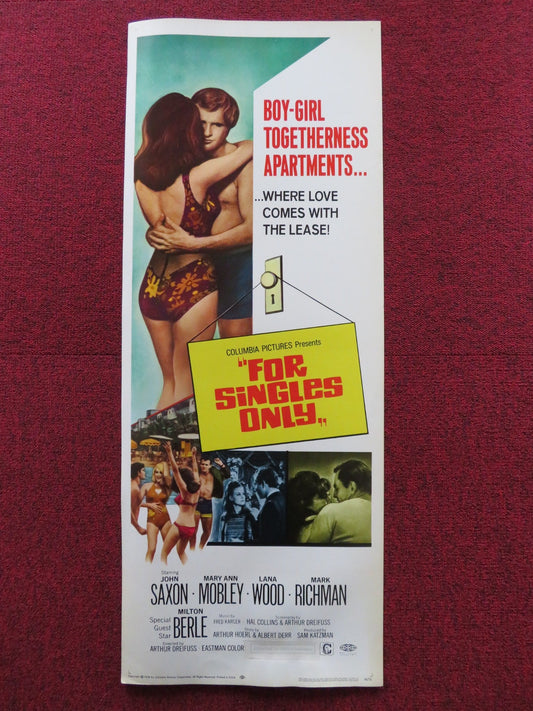 BOY-GIRL
TOGETHERNESS
APARTMENTS...
...WHERE LOVE
COMES WITH
THE LEASE!
COLUMBIA PICTURES Presents
"FOR
SiNGLES
ONLY"
Starring
JOHN
SAXON · MARY ANN
MOBLEY · LANA
WOOD · MARK
RICHMAN
Special
Guest
Star
MILTON
BERLE
Music by
FRED KARGER
Screenplay by
HAL COLLINS & ARTHUR DREIFUSS
Story by
ARTHUR HOERL & ALBERT DERR
Produced by
SAM KATZMAN
Directed by
ARTHUR DREIFUSS · EASTMAN COLOR